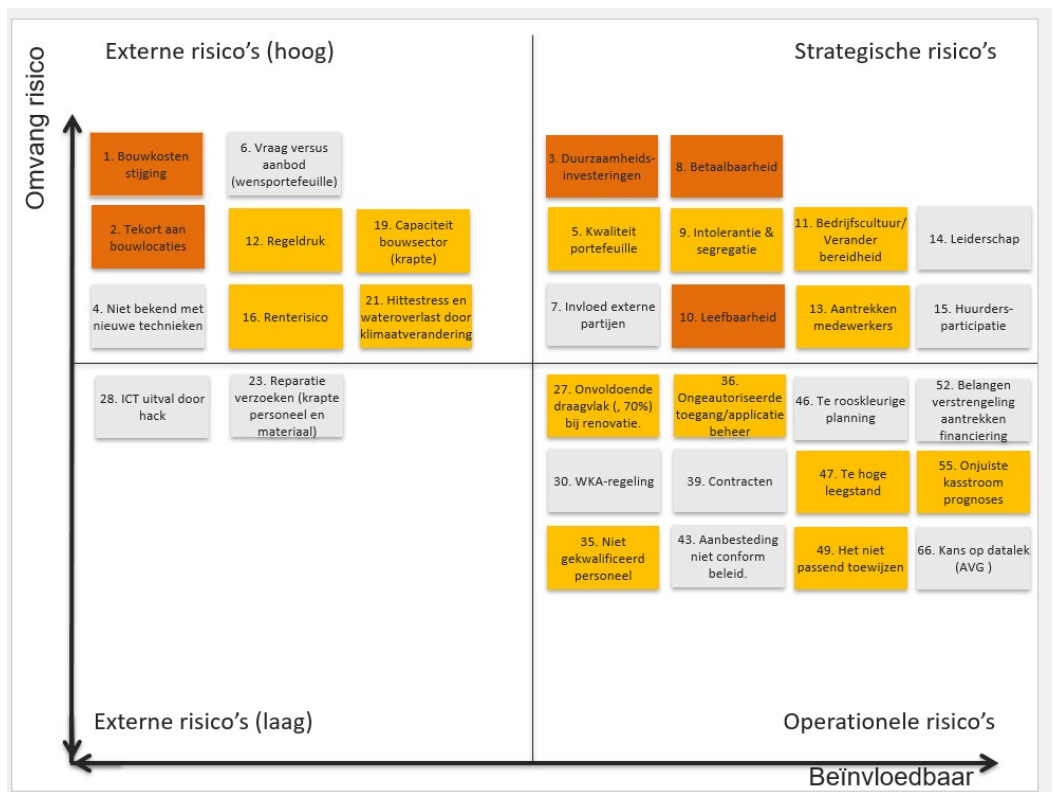 Omvang risico
Externe risico's (hoog)
1. Bouwkosten
stijging
6. Vraag versus
aanbod
(wensportefeuille)
2. Tekort aan
bouwlocaties
12. Regeldruk
19. Capaciteit
bouwsector
(krapte)
4. Niet bekend met
nieuwe technieken
16. Renterisico
21. Hittestress en
wateroverlast door
klimaatverandering
Strategische risico's
3. Duurzaamheids-
investeringen
8. Betaalbaarheid
5. Kwaliteit
portefeuille
9. Intolerantie &
segregatie
11. Bedrijfscultuur/
Verander
bereidheid
14. Leiderschap
7. Invloed externe
partijen
10. Leefbaarheid
13. Aantrekken
medewerkers
15. Huurders-
participatie
28. ICT uitval door
hack
23. Reparatie
verzoeken (krapte
personeel en
materiaal)
Externe risico's (laag)
27. Onvoldoende
draagvlak (, 70%)
bij renovatie.
36.
Ongeautoriseerde
toegang/applicatie
beheer
46. Te rooskleurige
planning
52. Belangen
verstrengeling
aantrekken
financiering
30. WKA-regeling
39. Contracten
47. Te hoge
leegstand
55. Onjuiste
kasstroom
prognoses
35. Niet
gekwalificeerd
personeel
43. Aanbesteding
niet conform
beleid.
49. Het niet
passend toewijzen
66. Kans op datalek
(AVG )
Operationele risico's
Beïnvloedbaar